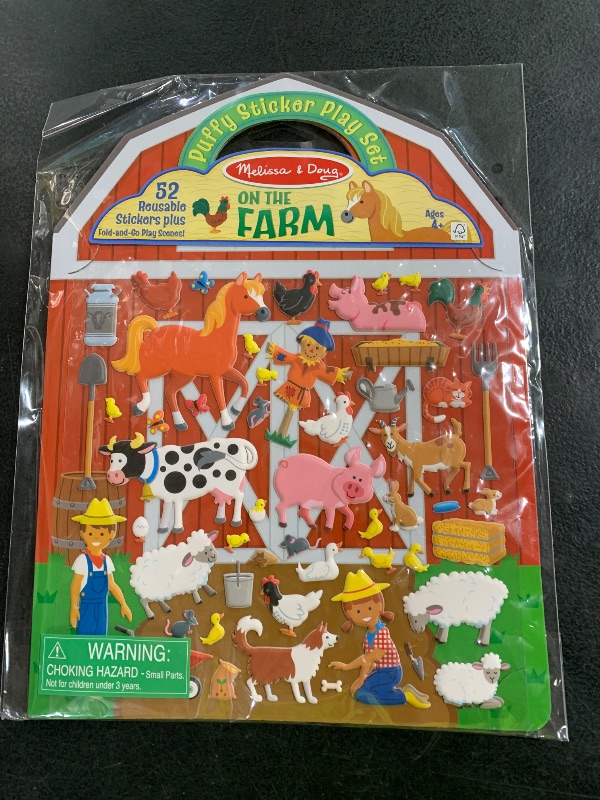 Puffy Sticker Play Set
Melissa & Doug
52
Reusable
Stickers plus
Fold-and-Go Play Scenes!
ON THE
FARM
Ages
4+
FSC
WARNING:
CHOKING HAZARD - Small Parts.
Not for children under 3 years.